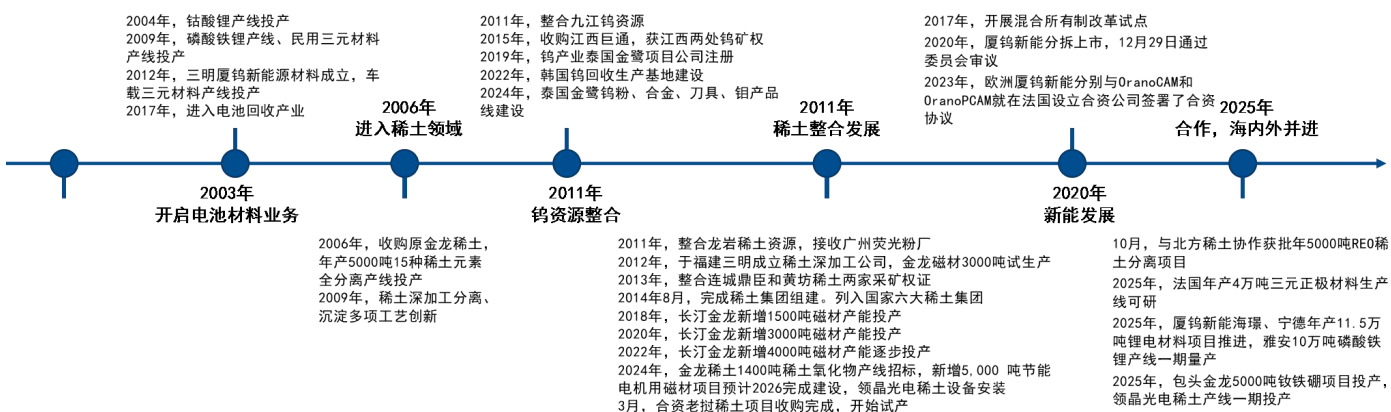 2004年，钴酸锂产线投产
2009年，磷酸铁锂产线、民用三元材料
产线投产
2012年，三明厦钨新能源材料成立，车
载三元材料产线投产
2017年，进入电池回收产业
2003年
开启电池材料业务
2006年
进入稀土领域
2006年，收购原金龙稀土，
年产5000吨15种稀土元素
全分离产线投产
2009年，稀土深加工分离、
沉淀多项工艺创新
2011年，整合九江钨资源
2015年，收购江西巨通，获江西两处钨矿权
2019年，钨产业泰国金鹭项目公司注册
2022年，韩国钨回收生产基地建设
2024年，泰国金鹭钨粉、合金、刀具、钼产品
线建设
2011年
钨资源整合
2011年
稀土整合发展
2011年，整合龙岩稀土资源，接收广州荧光粉厂
2012年，于福建三明成立稀土深加工公司，金龙磁材3000吨试生产
2013年，整合连城鼎臣和黄坊稀土两家采矿权证
2014年8月，完成稀土集团组建。列入国家六大稀土集团
2018年，长汀金龙新增1500吨磁材产能投产
2020年，长汀金龙新增3000吨磁材产能投产
2022年，长汀金龙新增4000吨磁材产能逐步投产
2024年，金龙稀土1400吨稀土氧化物产线招标，新增5,000 吨节能
电机用磁材项目预计2026完成建设，领晶光电稀土设备安装
3月，合资老挝稀土项目收购完成，开始试产
2017年，开展混合所有制改革试点
2020年，厦钨新能分拆上市，12月29日通过
委员会审议
2023年，欧洲厦钨新能分别与OranoCAM和
OranoPCAM就在法国设立合资公司签署了合资
协议
2020年
新能发展
2025年
合作，海内外并进
10月，与北方稀土协作获批年5000吨REO稀
土分离项目
2025年，法国年产4万吨三元正极材料生产
线可研
2025年，厦钨新能海璟、宁德年产11.5万
吨锂电材料项目推进，雅安10万吨磷酸铁
锂产线一期量产
2025年，包头金龙5000吨钕铁硼项目投产，
领晶光电稀土产线一期投产